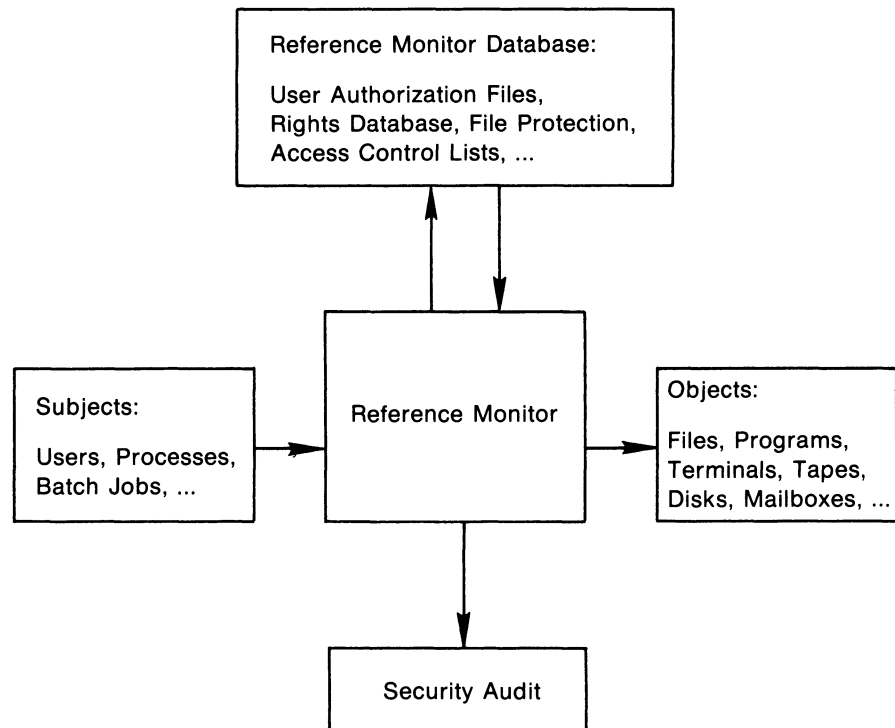 Reference Monitor Database:
User Authorization Files,
Rights Database, File Protection,
Access Control Lists, ...
Subjects:
Users, Processes,
Batch Jobs, ...
Reference Monitor
Objects:
Files, Programs,
Terminals, Tapes,
Disks, Mailboxes, ...
Security Audit